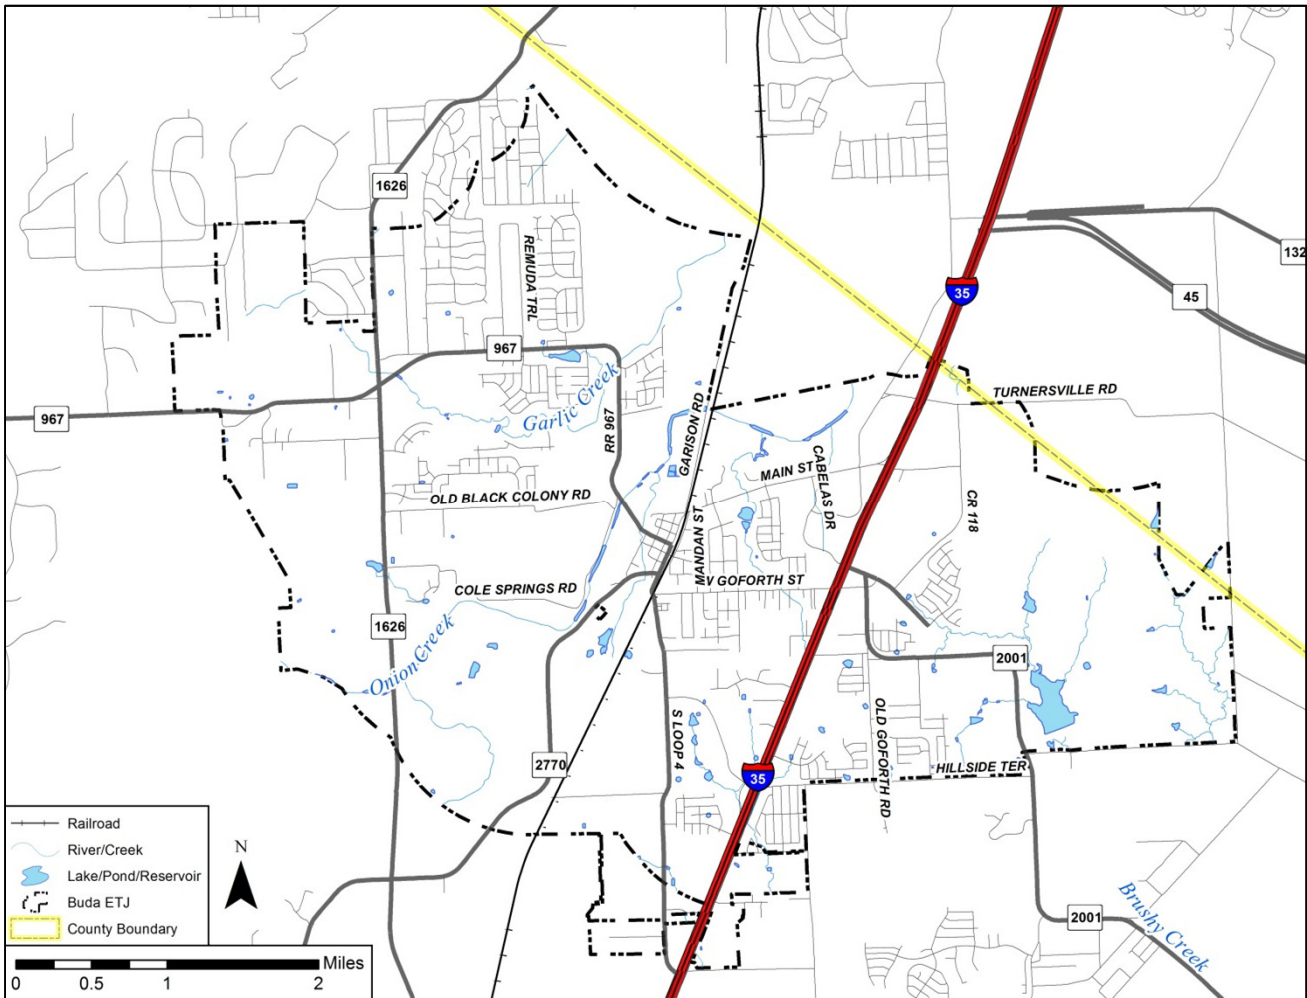 1626
REMUDA TRL
35
132
45
967
967
Garlic Creek
RR 967
GARISON RD
TURNERSVILLE RD
MAIN ST
CABELAS DR
OLD BLACK COLONY RD
MANDAN ST
CR 118
COLE SPRINGS RD
W GOFORTH ST
1626
Onion Creek
2001
S LOOP 4
OLD GOFORTH RD
2770
35
HILLSIDE TER
2001
Brushy Creek
Railroad
River/Creek
Lake/Pond/Reservoir
Buda ETJ
County Boundary
N
Miles
0 0.5 1 2